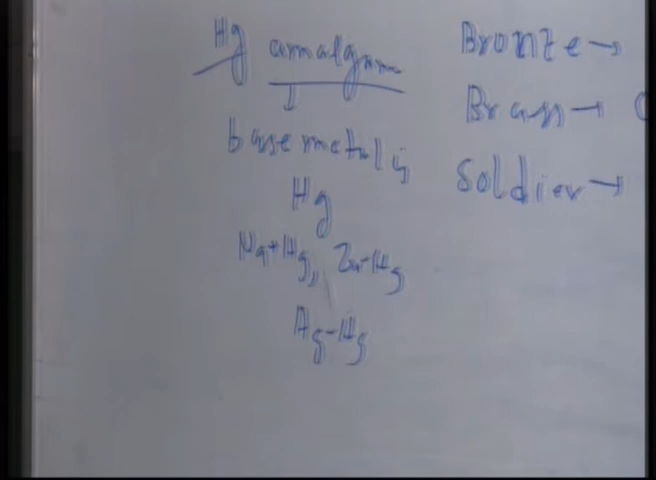 Hg amalgam
base metal is
Hg
Na+Hg, Zn-Hg
Ag-Hg
Bronze →
Brass → C
Soldier →